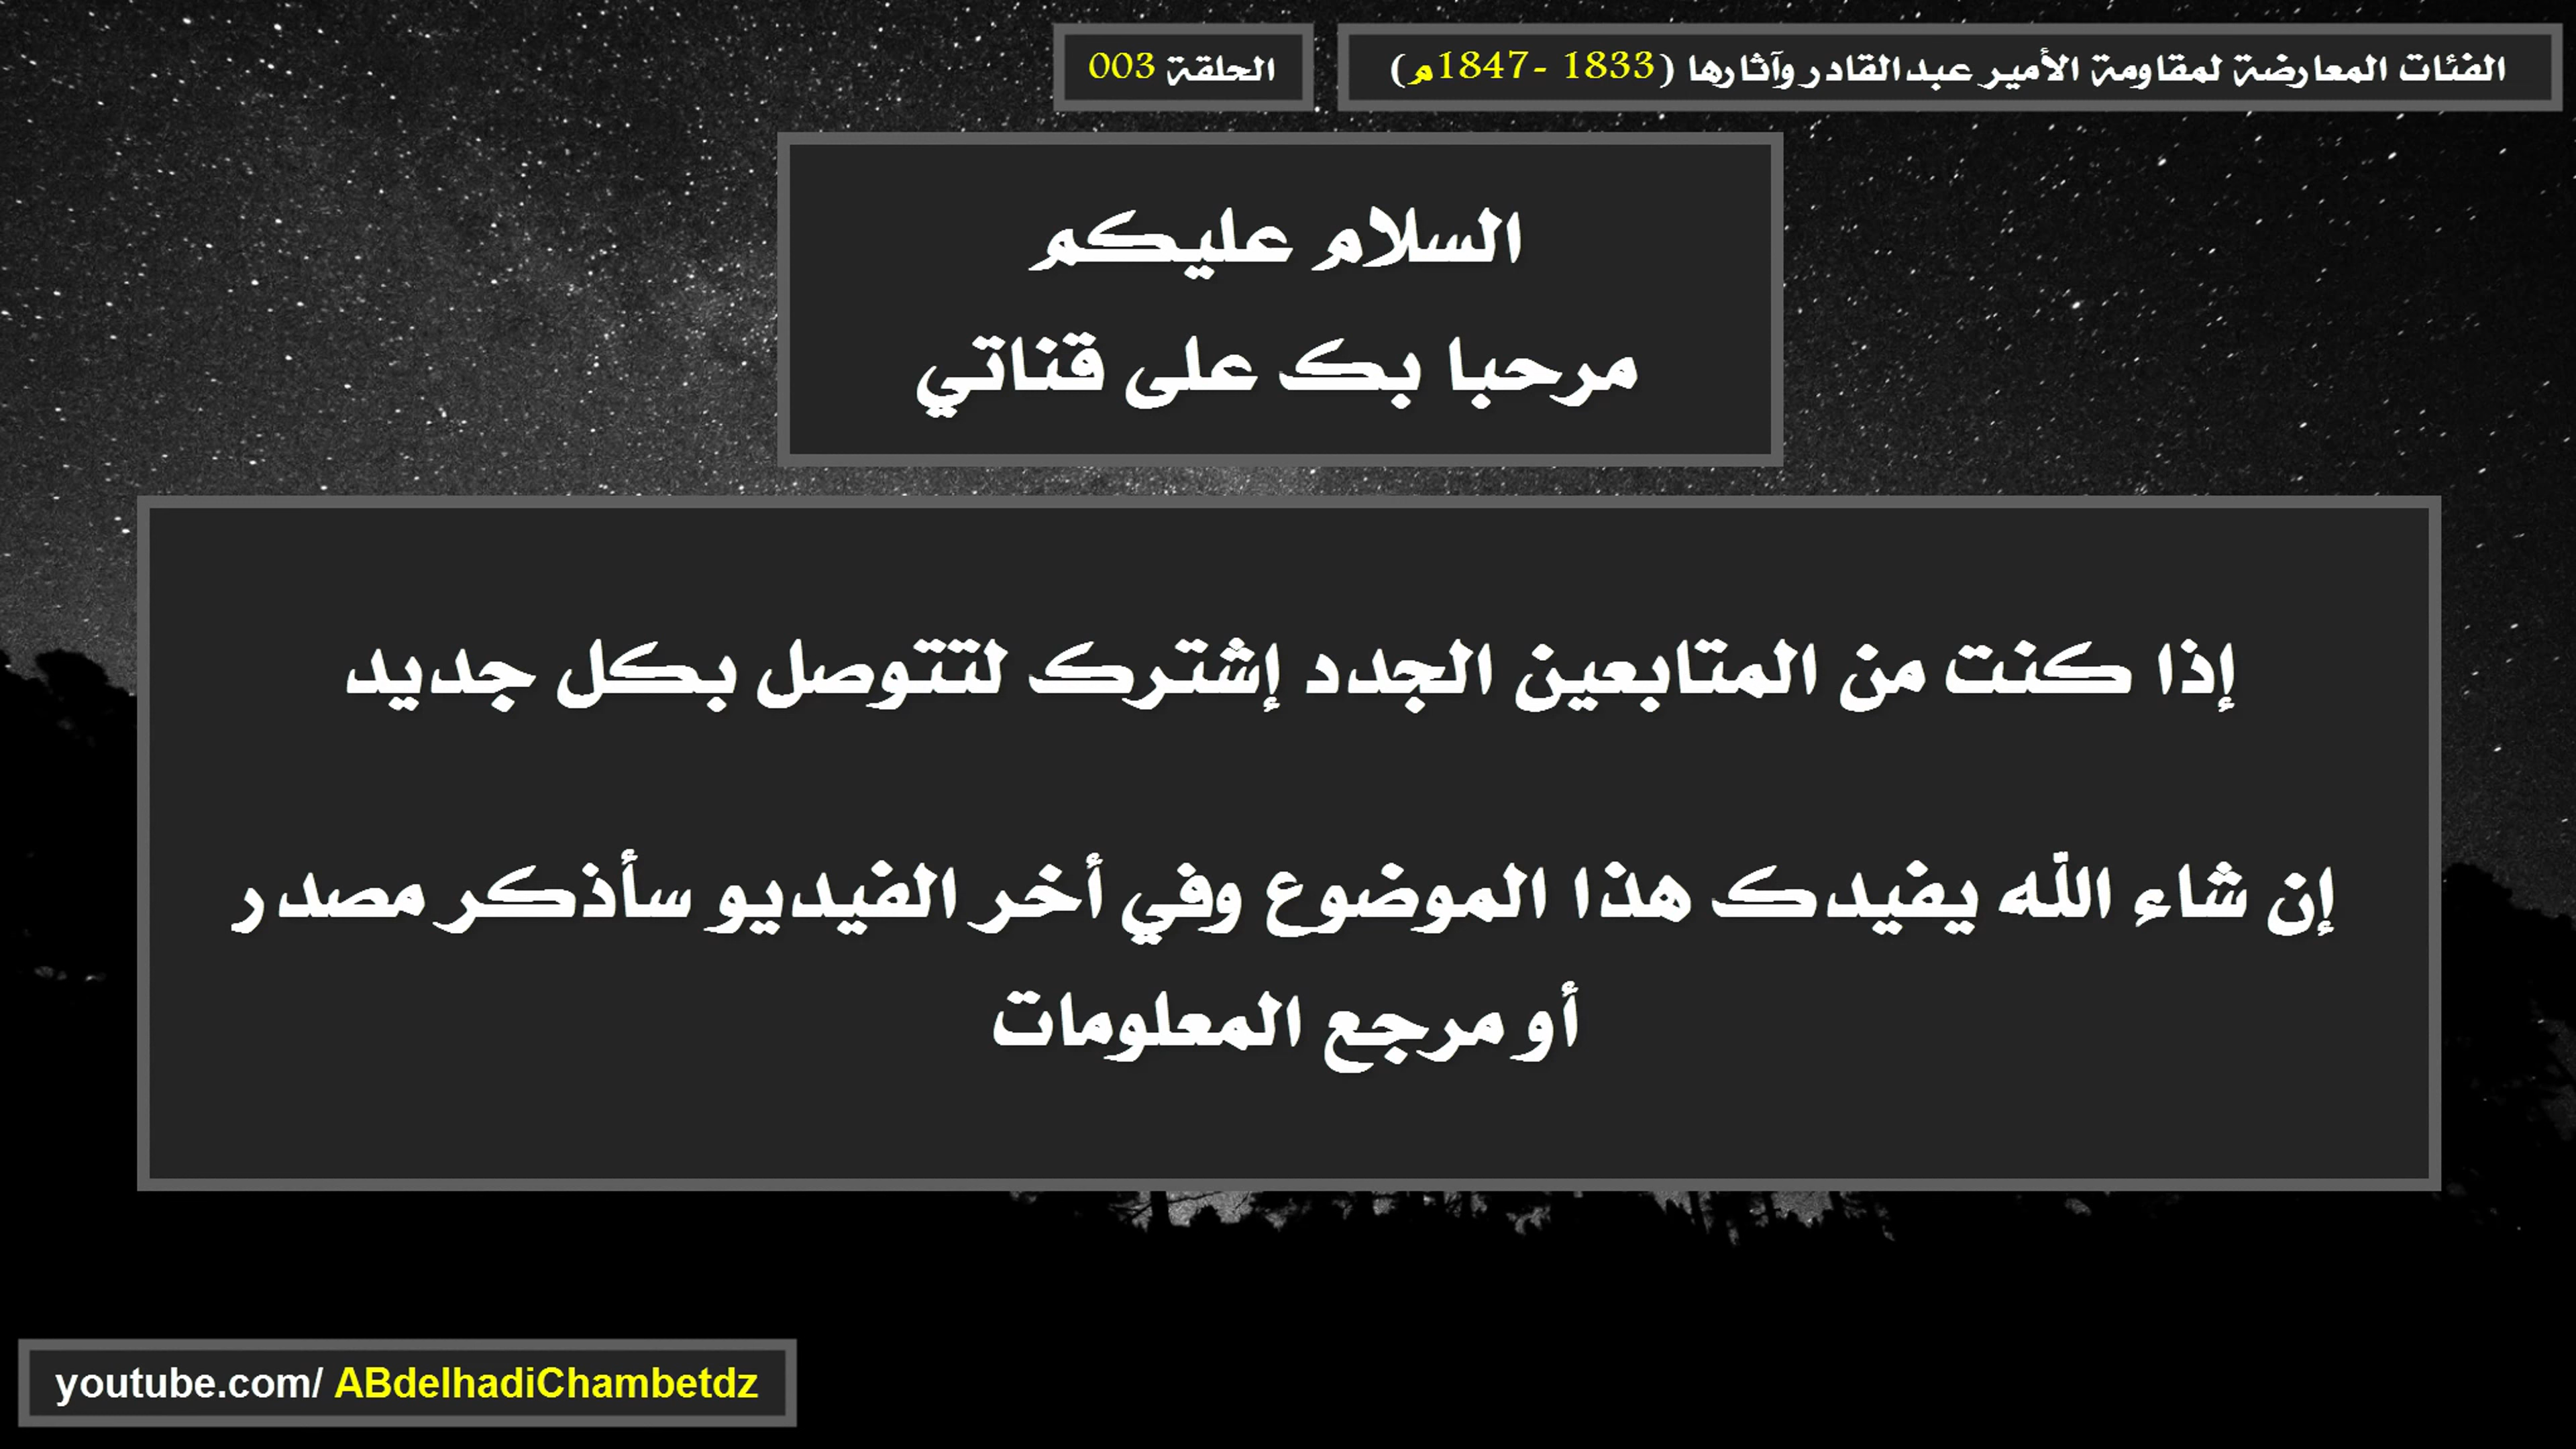 الفئات المعارضة لمقاومة الأمير عبدالقادر وآثارها (1833 -1847م)
الحلقة 003
السلام عليكم
مرحبا بك على قناتي
إذا كنت من المتابعين الجدد إشترك لتتوصل بكل جديد
إن شاء الله يفيدك هذا الموضوع وفي أخر الفيديو سأذكر مصدر
أو مرجع المعلومات
youtube.com/ ABdelhadiChambetdz